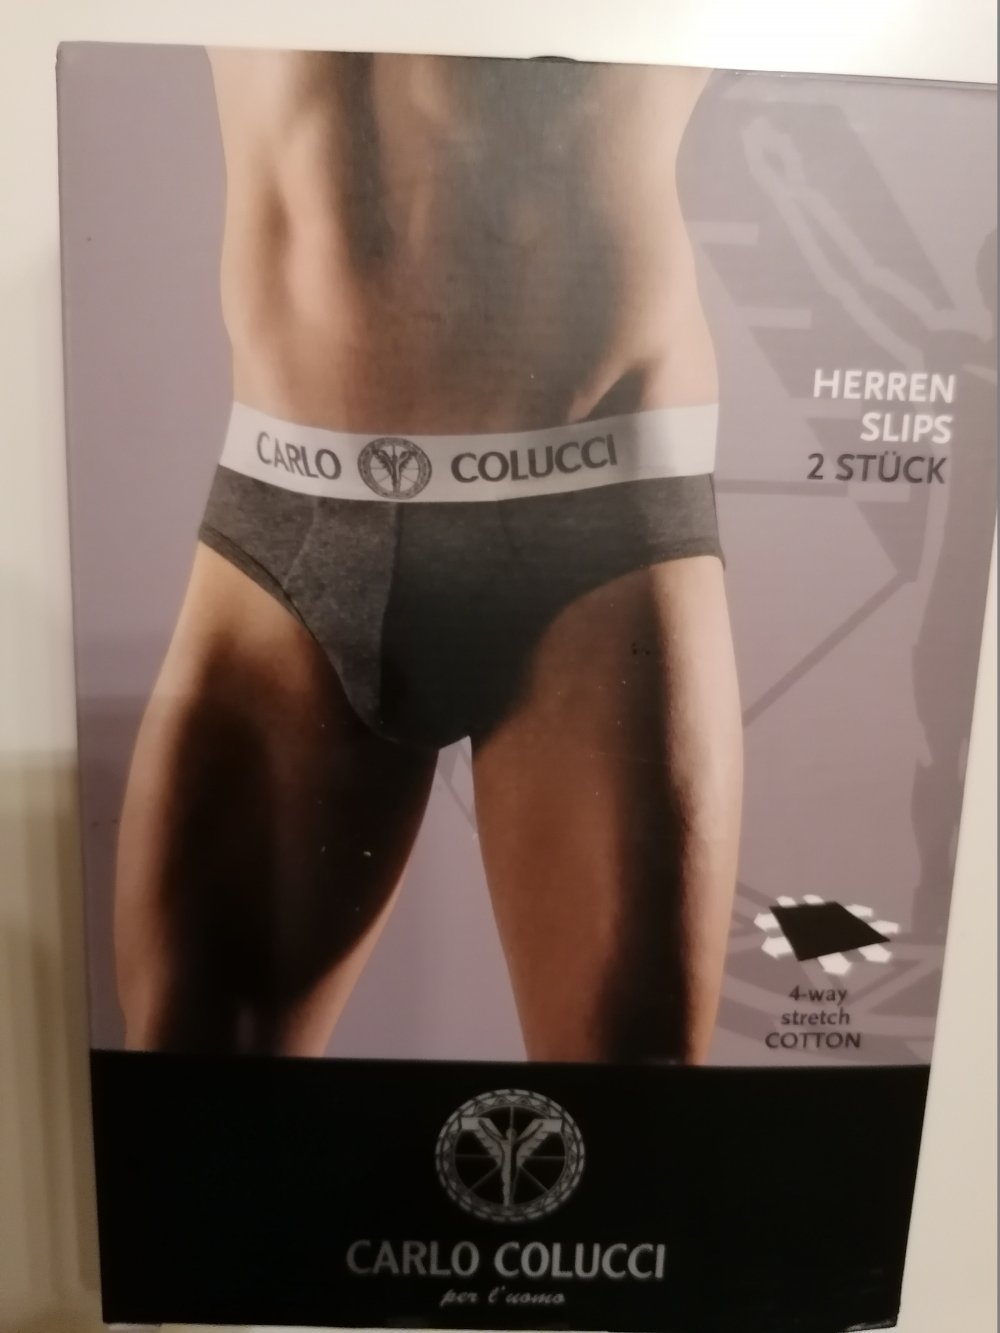 CARLO COLUCCI
HERREN
SLIPS
2 STÜCK
4-way
stretch
COTTON
CARLO COLUCCI
per l'uomo